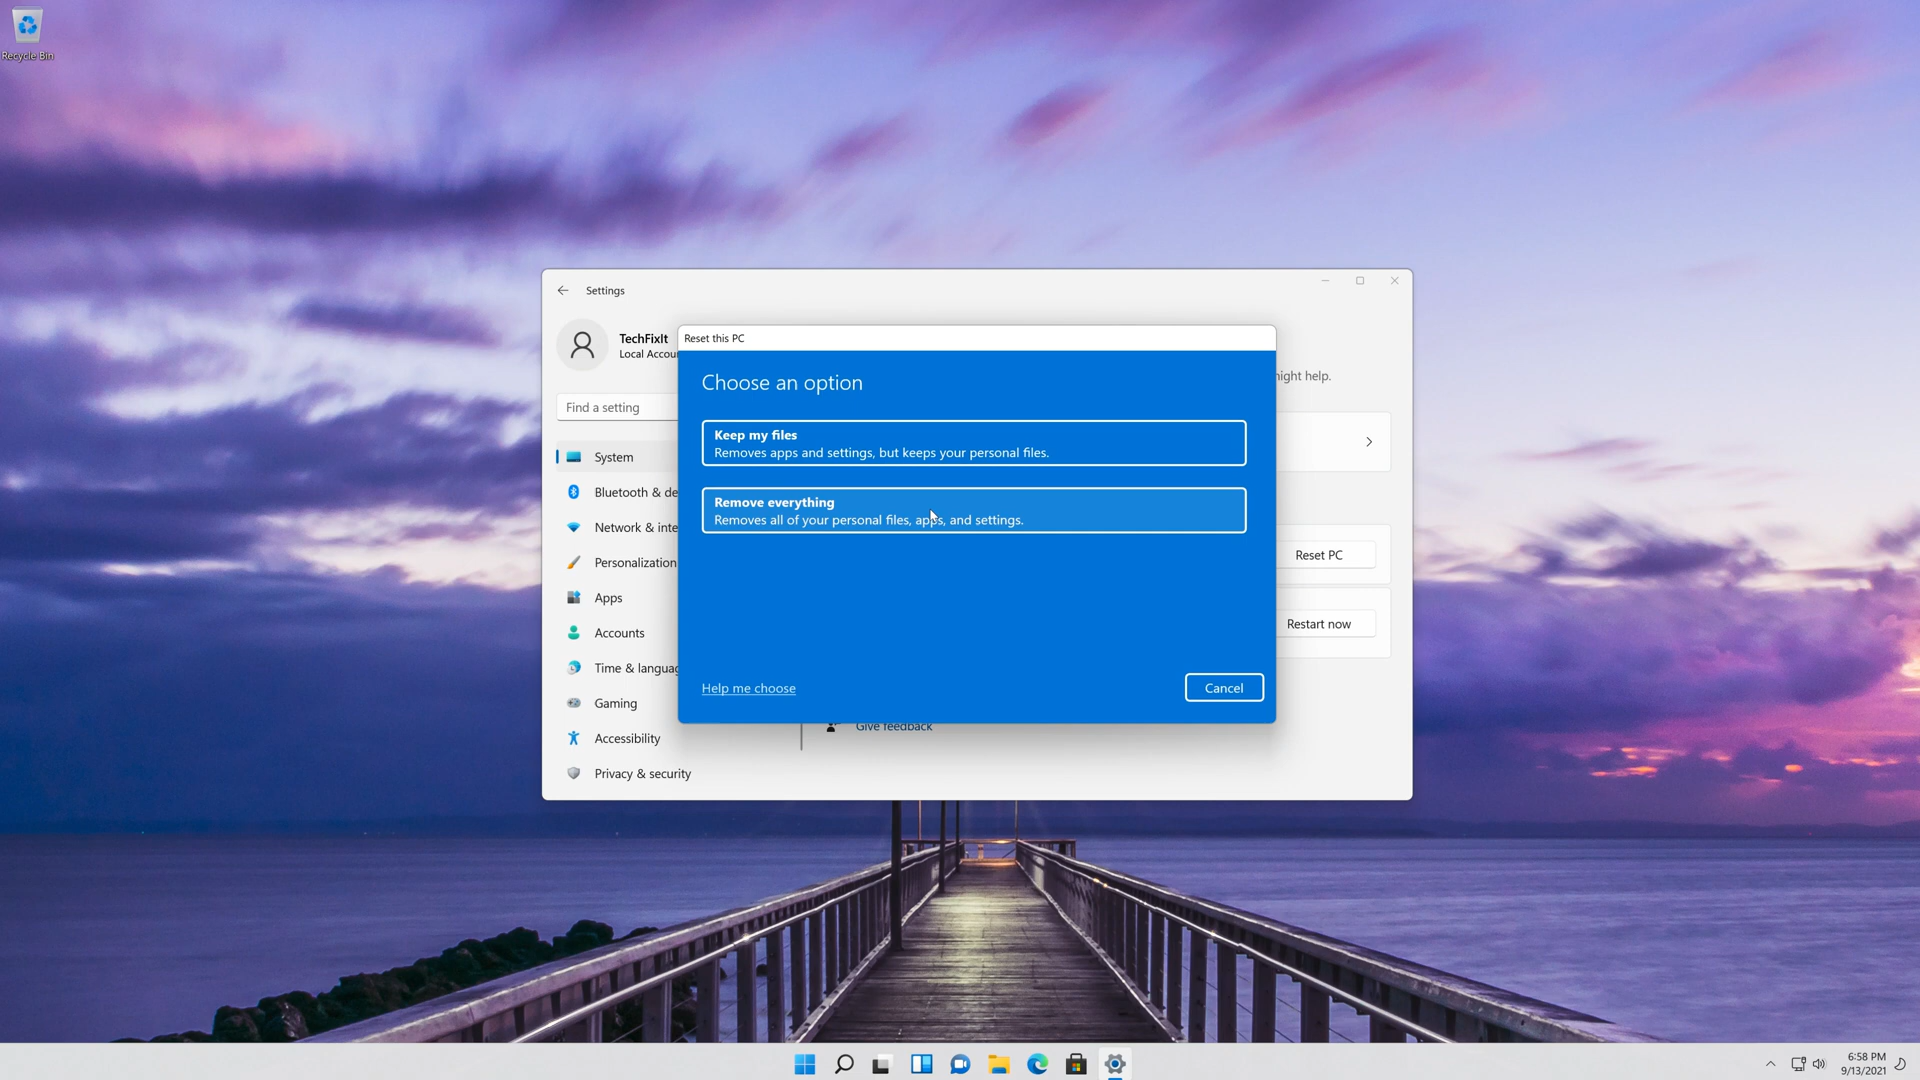 Recycle Bin
Settings
TechFixIt
Local Accou
Find a setting
System
Bluetooth & de
Network & inte
Personalization
Apps
Accounts
Time & languag
Gaming
Accessibility
Privacy & security
Reset this PC
Choose an option
Keep my files
Removes apps and settings, but keeps your personal files.
Remove everything
Removes all of your personal files, apps, and settings.
Help me choose
Cancel
might help.
Reset PC
Restart now
Give feedback
6:58 PM
9/13/2021